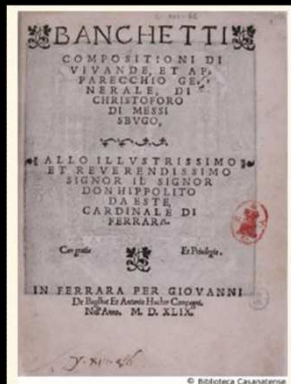 BANCHETTI
COMPOSITIONI DI
VIVANDE, ET AP-
PARECCHIO GE-
NERALE, DI
CHRISTOFORO
DI MESSI
SBVGO,
ALLO ILLVSTRISSIMO
ET REVERENDISSIMO
SIGNOR IL SIGNOR
DON HIPPOLITO
DA ESTE,
CARDINALE DI
FERRARA.
Con gratia Et Priuilegio.
IN FERRARA PER GIOVANNI
De Buglhat Et Antonio Hucher Compagni.
Nell'Anno. M. D. XLIX.
© Biblioteca Casanatense